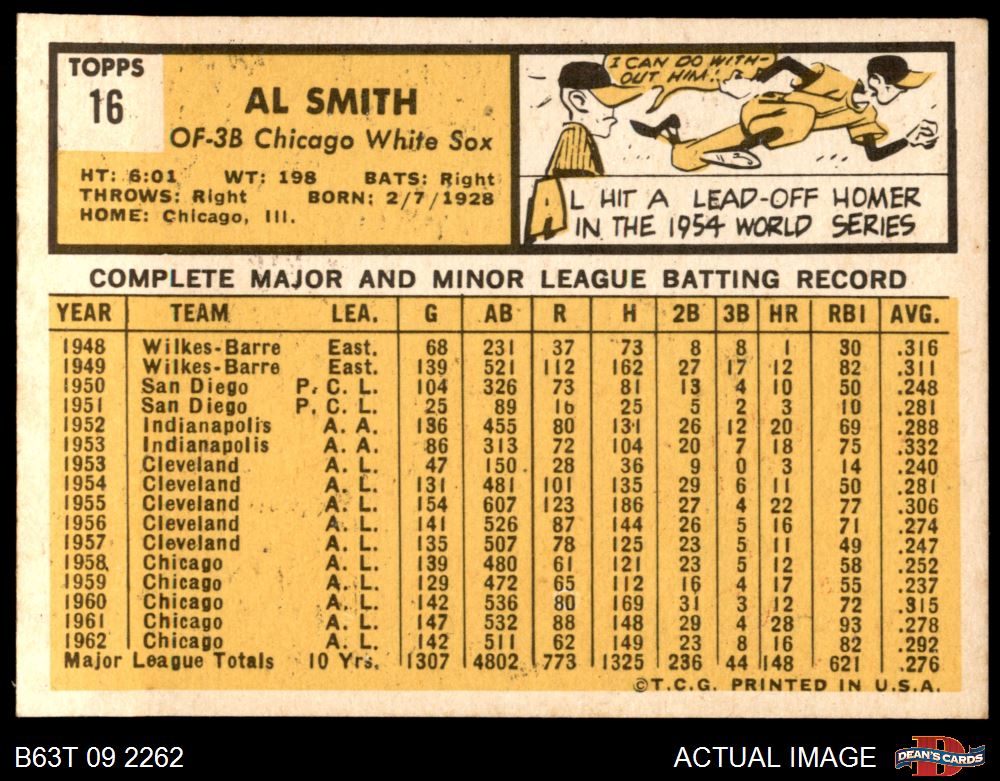 TOPPS
16
AL SMITH
OF-3B Chicago White Sox
HT: 6:01 WT: 198 BATS: Right
THROWS: Right BORN: 2/7/1928
HOME: Chicago, Ill.
I CAN DO WITH-
OUT HIM!
AL HIT A LEAD-OFF HOMER
IN THE 1954 WORLD SERIES
COMPLETE MAJOR AND MINOR LEAGUE BATTING RECORD
YEAR TEAM LEA. G AB R H 2B 3B HR RBI AVG.
1948 Wilkes-Barre East. 68 231 37 73 8 8 1 30 .316
1949 Wilkes-Barre East. 139 521 112 162 27 17 12 82 .311
1950 San Diego P. C. L. 104 326 73 81 13 4 10 50 .248
1951 San Diego P. C. L. 25 89 16 25 5 2 3 10 .281
1952 Indianapolis A. A. 136 455 80 131 26 12 20 69 .288
1953 Indianapolis A. A. 86 313 72 104 20 7 18 75 .332
1953 Cleveland A. L. 47 150 28 36 9 0 3 14 .240
1954 Cleveland A. L. 131 481 101 135 29 6 11 50 .281
1955 Cleveland A. L. 154 607 123 186 27 4 22 77 .306
1956 Cleveland A. L. 141 526 87 144 26 5 16 71 .274
1957 Cleveland A. L. 135 507 78 125 23 5 11 49 .247
1958 Chicago A. L. 139 480 61 121 23 5 12 58 .252
1959 Chicago A. L. 129 472 65 112 16 4 17 55 .237
1960 Chicago A. L. 142 536 80 169 31 3 12 72 .315
1961 Chicago A. L. 147 532 88 148 29 4 28 93 .278
1962 Chicago A. L. 142 511 62 149 23 8 16 82 .292
Major League Totals 10 Yrs. 1307 4802 773 1325 236 44 148 621 .276
©T.C.G. PRINTED IN U.S.A.
B63T 09 2262 ACTUAL IMAGE
D
DEAN'S CARDS